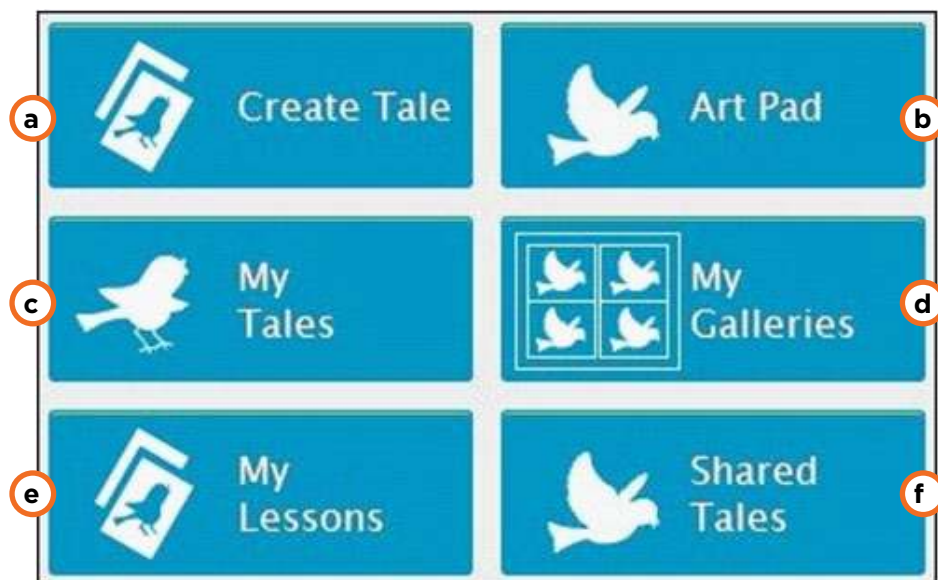 a
Create Tale
Art Pad
b
c
My
Tales
My
Galleries
d
e
My
Lessons
Shared
Tales
f